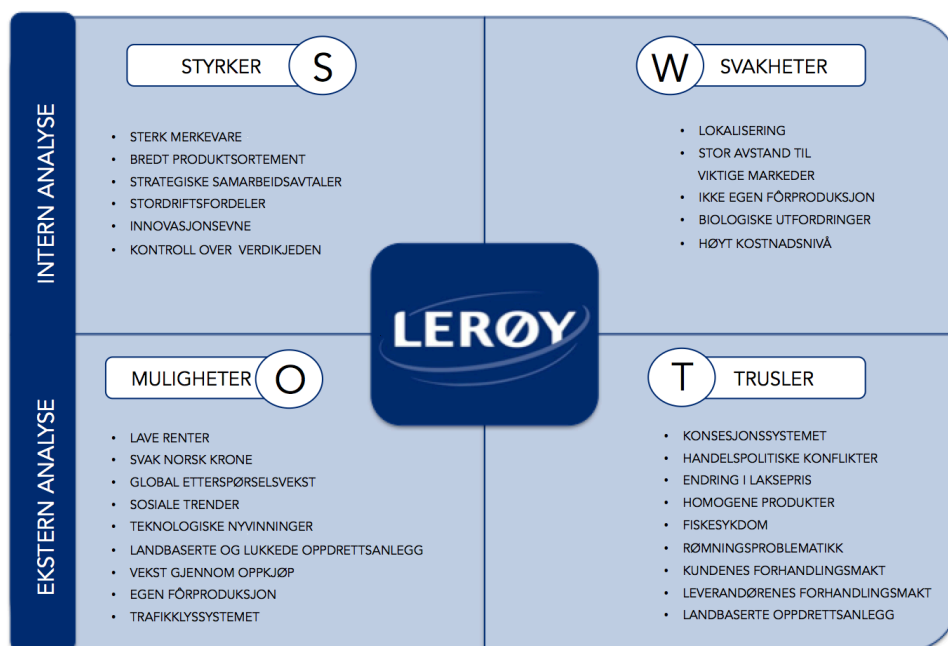 INTERN ANALYSE
STYRKER S
STERK MERKEVARE
BREDT PRODUKTSORTEMENT
STRATEGISKE SAMARBEIDSAVTALER
STORDRIFTSFORDELER
INNOVASJONSEVNE
KONTROLL OVER VERDIKJEDEN
W SVAKHETER
LOKALISERING
STOR AVSTAND TIL
VIKTIGE MARKEDER
IKKE EGEN FÔRPRODUKSJON
BIOLOGISKE UTFORDRINGER
HØYT KOSTNADSNIVÅ
LERØY
EKSTERN ANALYSE
MULIGHETER O
LAVE RENTER
SVAK NORSK KRONE
GLOBAL ETTERSPØRSELSVEKST
SOSIALE TRENDER
TEKNOLOGISKE NYVINNINGER
LANDBASERTE OG LUKKEDE OPPDRETTSANLEGG
VEKST GJENNOM OPPKJØP
EGEN FÔRPRODUKSJON
TRAFIKKLYSSYSTEMET
T TRUSLER
KONSESJONSSYSTEMET
HANDELSPOLITISKE KONFLIKTER
ENDRING I LAKSEPRIS
HOMOGENE PRODUKTER
FISKESYKDOM
RØMNINGSPROBLEMATIKK
KUNDENES FORHANDLINGSMAKT
LEVERANDØRENES FORHANDLINGSMAKT
LANDBASERTE OPPDRETTSANLEGG